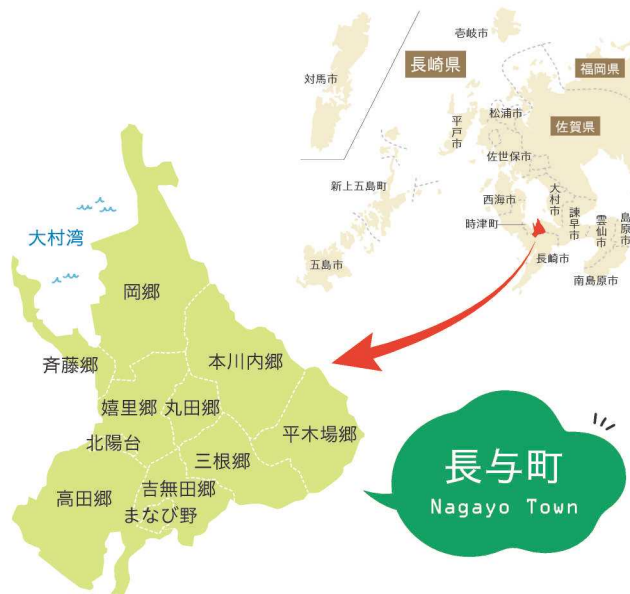 壱岐市
長崎県
福岡県
対馬市
松浦市
平戸市
佐賀県
佐世保市
新上五島町
西海市
大村市
時津町
諫早市
雲仙市
島原市
五島市
長崎市
南島原市
大村湾
岡郷
本川内郷
斉藤郷
嬉里郷
丸田郷
平木場郷
北陽台
三根郷
高田郷
吉無田郷
まなび野
長与町
Nagayo Town